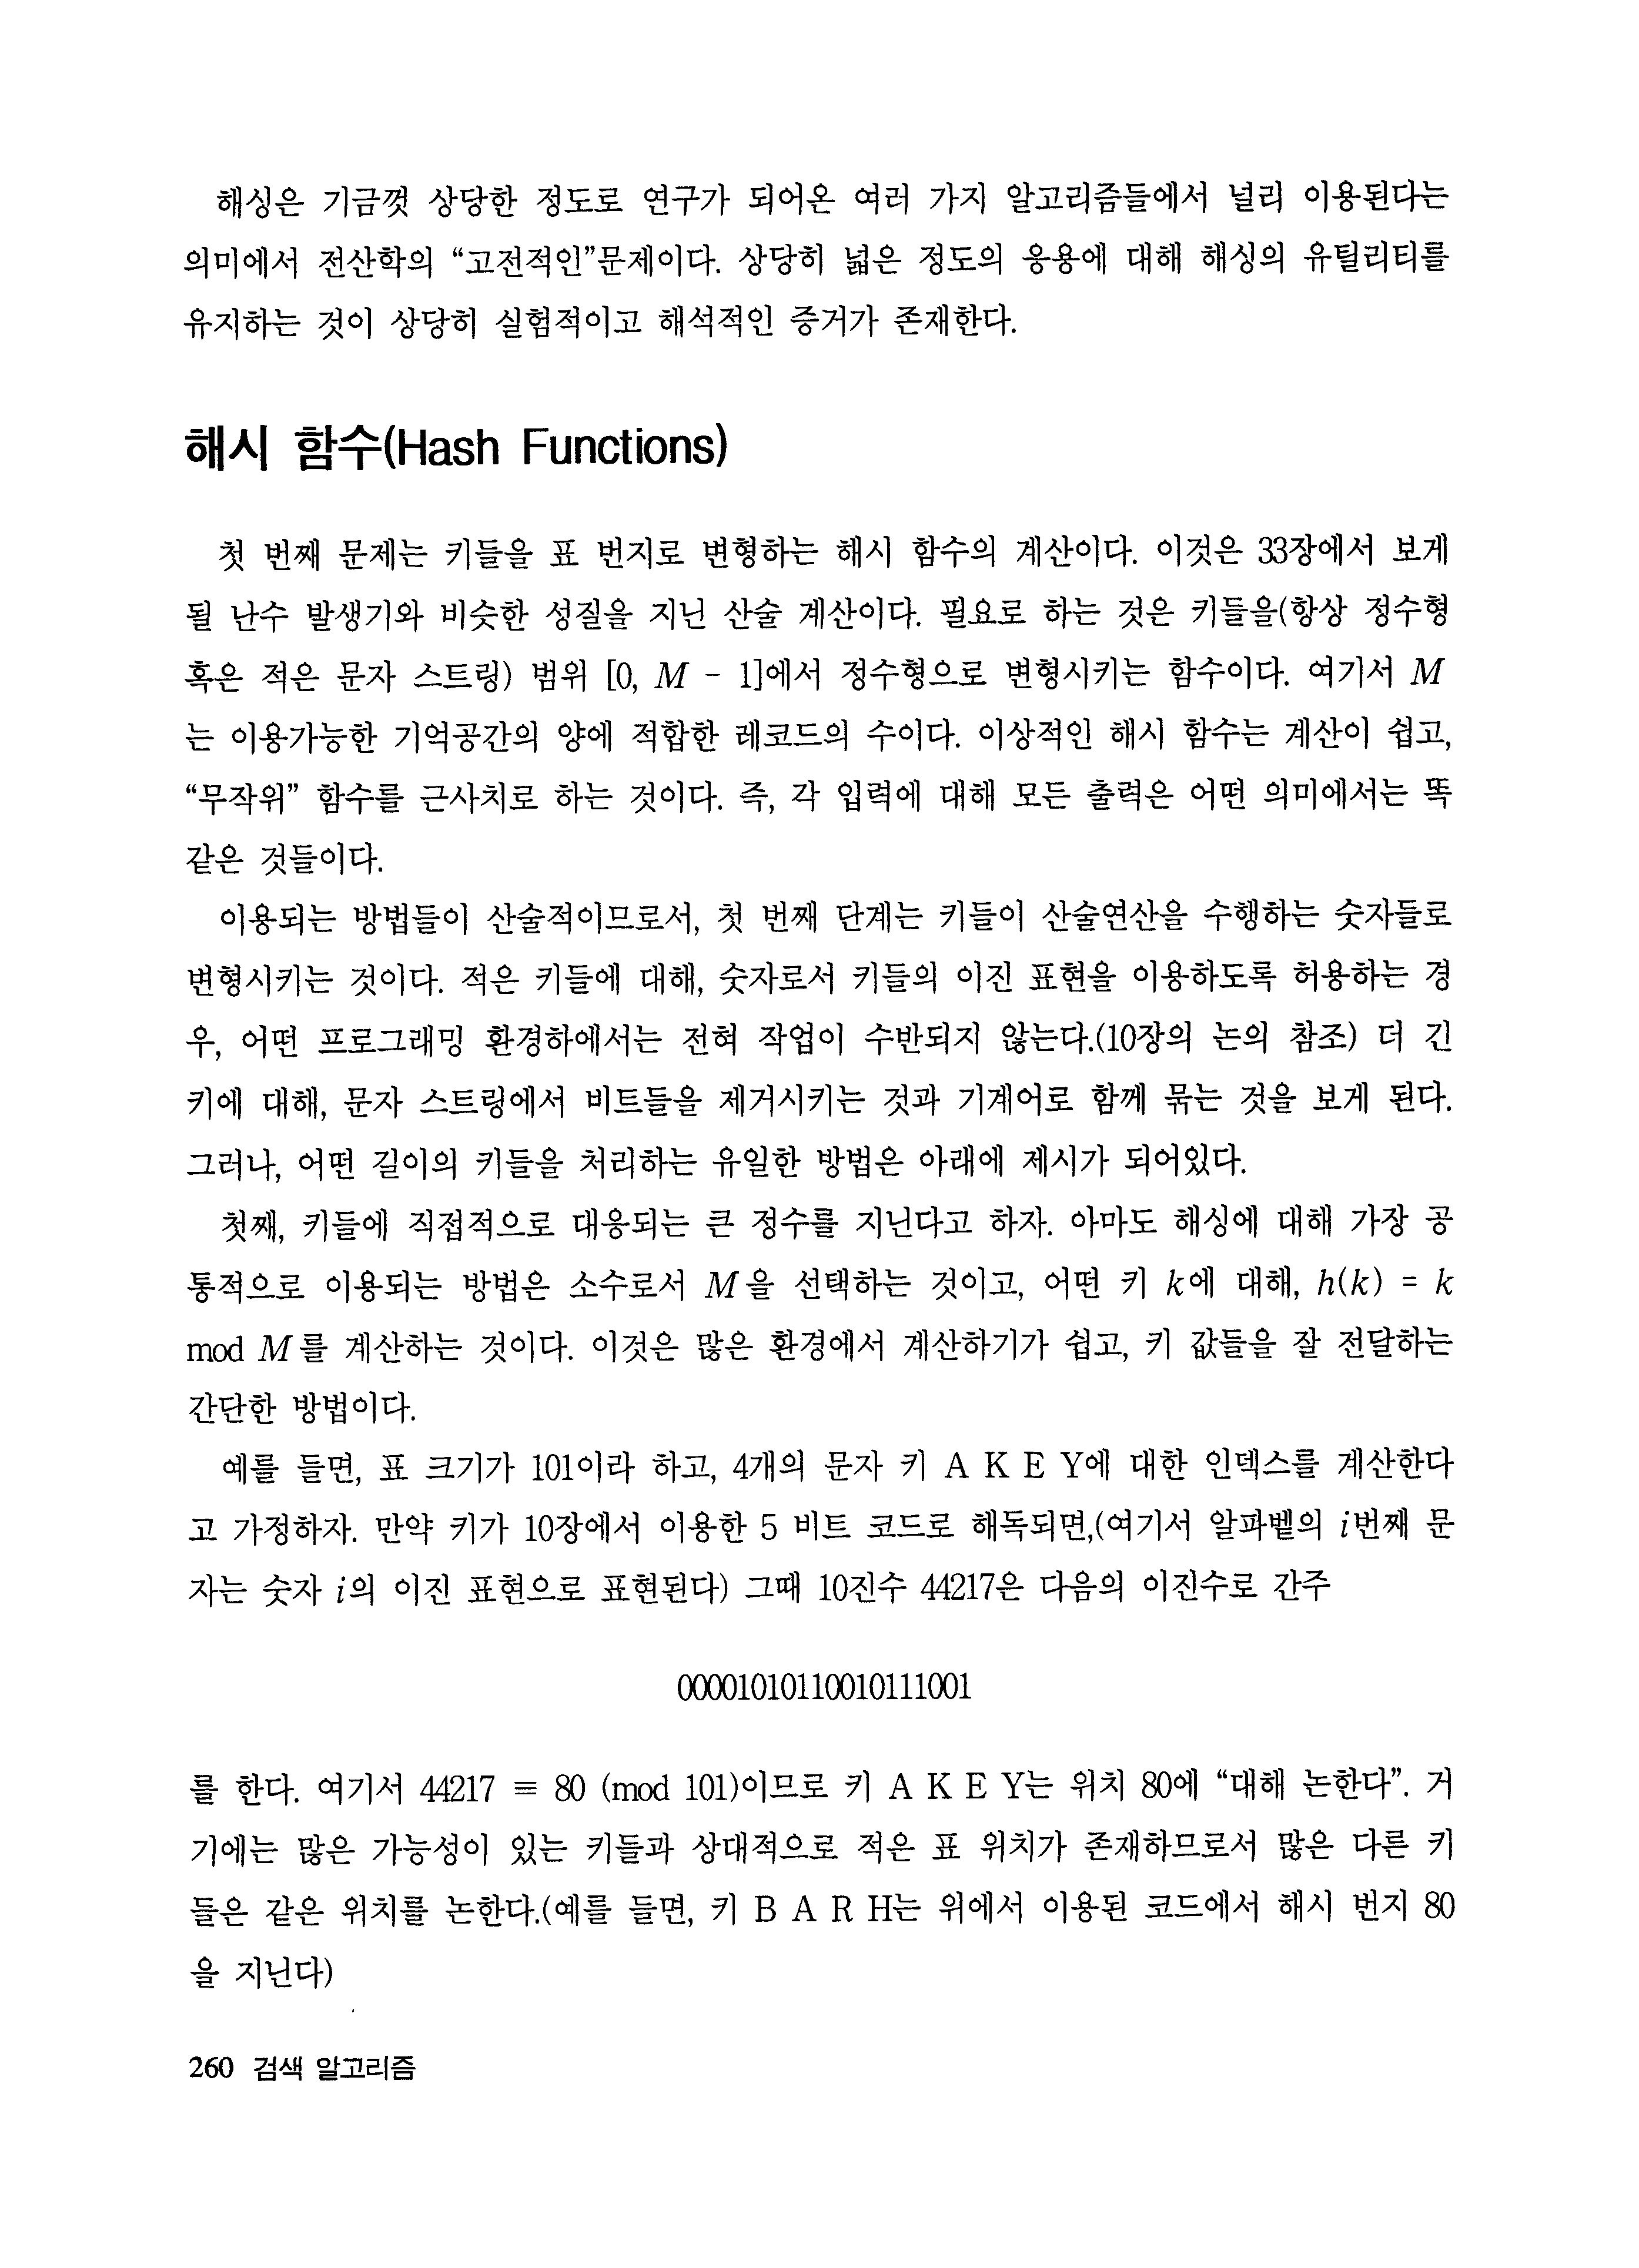 해싱은 기금껏 상당한 정도로 연구가 되어온 여러 가지 알고리즘들에서 널리 이용된다는
의미에서 전산학의 “고전적인”문제이다. 상당히 넓은 정도의 응용에 대해 해싱의 유틸리티를
유지하는 것이 상당히 실험적이고 해석적인 증거가 존재한다.
해시 함수(Hash Functions)
첫 번째 문제는 키들을 표 번지로 변형하는 해시 함수의 계산이다. 이것은 33장에서 보게
될 난수 발생기와 비슷한 성질을 지닌 산술 계산이다. 필요로 하는 것은 키들을(항상 정수형
혹은 적은 문자 스트링) 범위 [0, M - 1]에서 정수형으로 변형시키는 함수이다. 여기서 M
는 이용가능한 기억공간의 양에 적합한 레코드의 수이다. 이상적인 해시 함수는 계산이 쉽고,
“무작위” 함수를 근사치로 하는 것이다. 즉, 각 입력에 대해 모든 출력은 어떤 의미에서는 똑
같은 것들이다.
이용되는 방법들이 산술적이므로서, 첫 번째 단계는 키들이 산술연산을 수행하는 숫자들로
변형시키는 것이다. 적은 키들에 대해, 숫자로서 키들의 이진 표현을 이용하도록 허용하는 경
우, 어떤 프로그래밍 환경하에서는 전혀 작업이 수반되지 않는다.(10장의 논의 참조) 더 긴
키에 대해, 문자 스트링에서 비트들을 제거시키는 것과 기계어로 함께 묶는 것을 보게 된다.
그러나, 어떤 길이의 키들을 처리하는 유일한 방법은 아래에 제시가 되어있다.
첫째, 키들에 직접적으로 대응되는 큰 정수를 지닌다고 하자. 아마도 해싱에 대해 가장 공
통적으로 이용되는 방법은 소수로서 M을 선택하는 것이고, 어떤 키 k에 대해, h(k) = k
mod M를 계산하는 것이다. 이것은 많은 환경에서 계산하기가 쉽고, 키 값들을 잘 전달하는
간단한 방법이다.
예를 들면, 표 크기가 101이라 하고, 4개의 문자 키 A K E Y에 대한 인덱스를 계산한다
고 가정하자. 만약 키가 10장에서 이용한 5 비트 코드로 해독되면,(여기서 알파벨의 i번째 문
자는 숫자 i의 이진 표현으로 표현된다) 그때 10진수 44217은 다음의 이진수로 간주
00001010110010111001
를 한다. 여기서 44217 ≡ 80 (mod 101)이므로 키 A K E Y는 위치 80에 “대해 논한다”. 거
기에는 많은 가능성이 있는 키들과 상대적으로 적은 표 위치가 존재하므로서 많은 다른 키
들은 같은 위치를 논한다.(예를 들면, 키 B A R H는 위에서 이용된 코드에서 해시 번지 80
을 지닌다)
260 검색 알고리즘